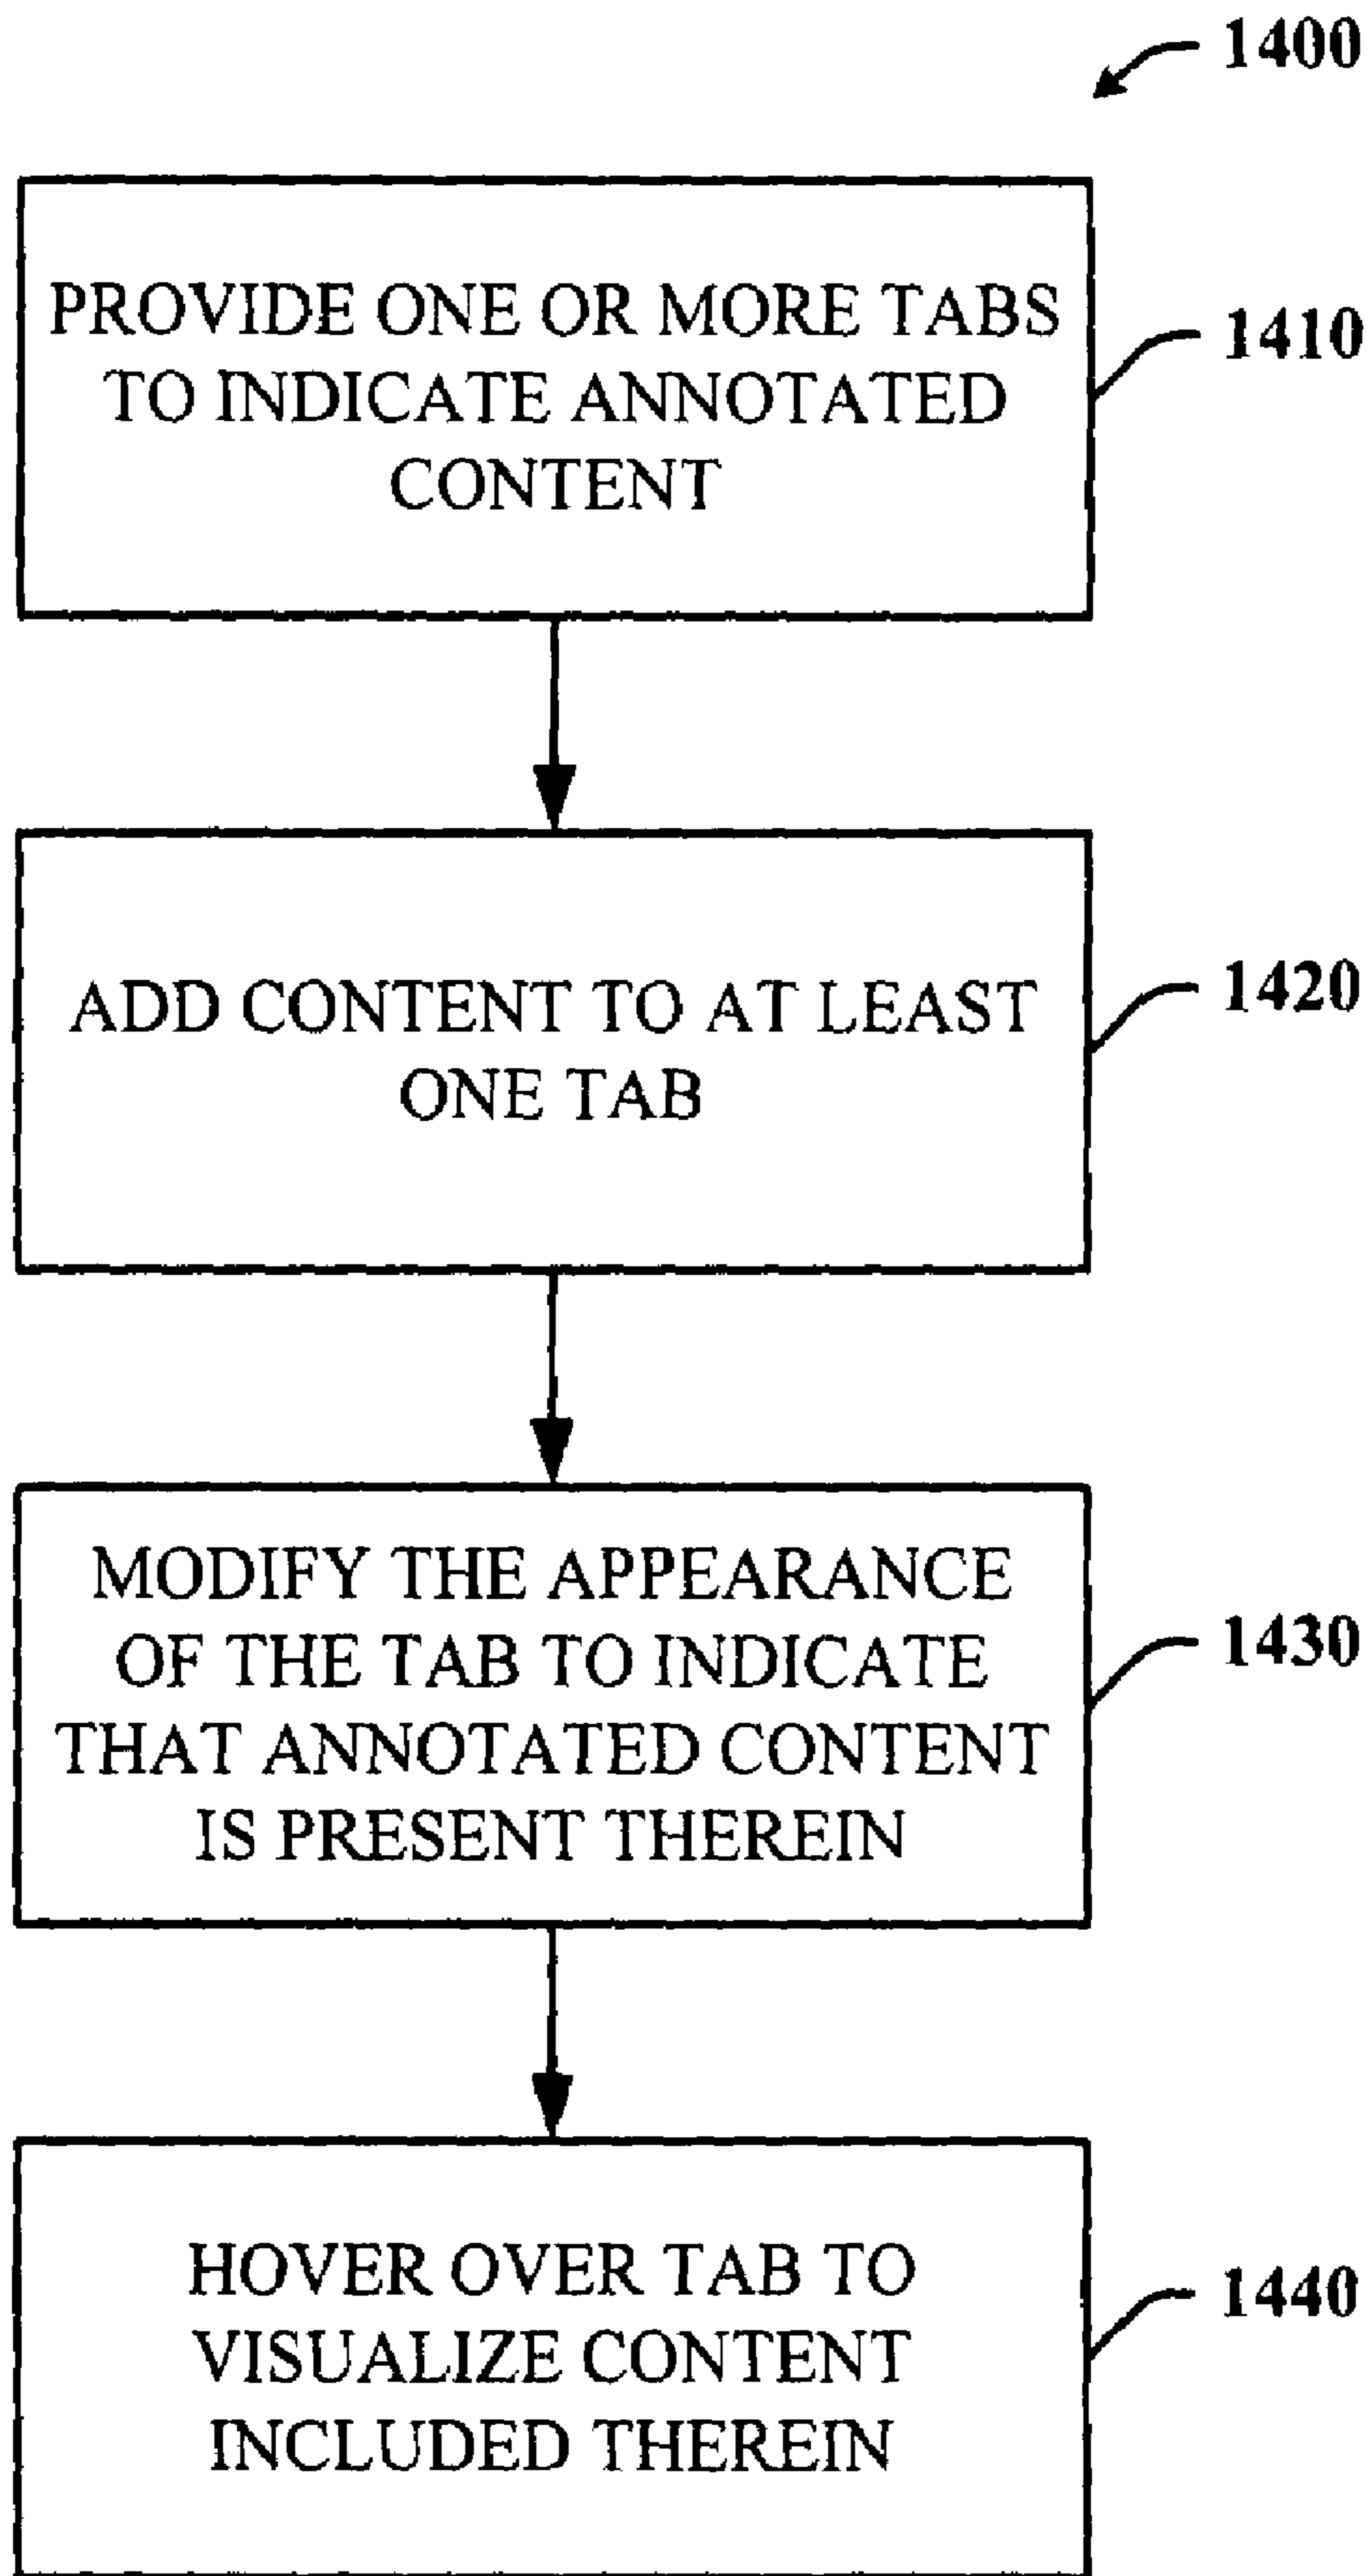 1400
PROVIDE ONE OR MORE TABS
TO INDICATE ANNOTATED
CONTENT
1410
ADD CONTENT TO AT LEAST
ONE TAB
1420
MODIFY THE APPEARANCE
OF THE TAB TO INDICATE
THAT ANNOTATED CONTENT
IS PRESENT THEREIN
1430
HOVER OVER TAB TO
VISUALIZE CONTENT
INCLUDED THEREIN
1440